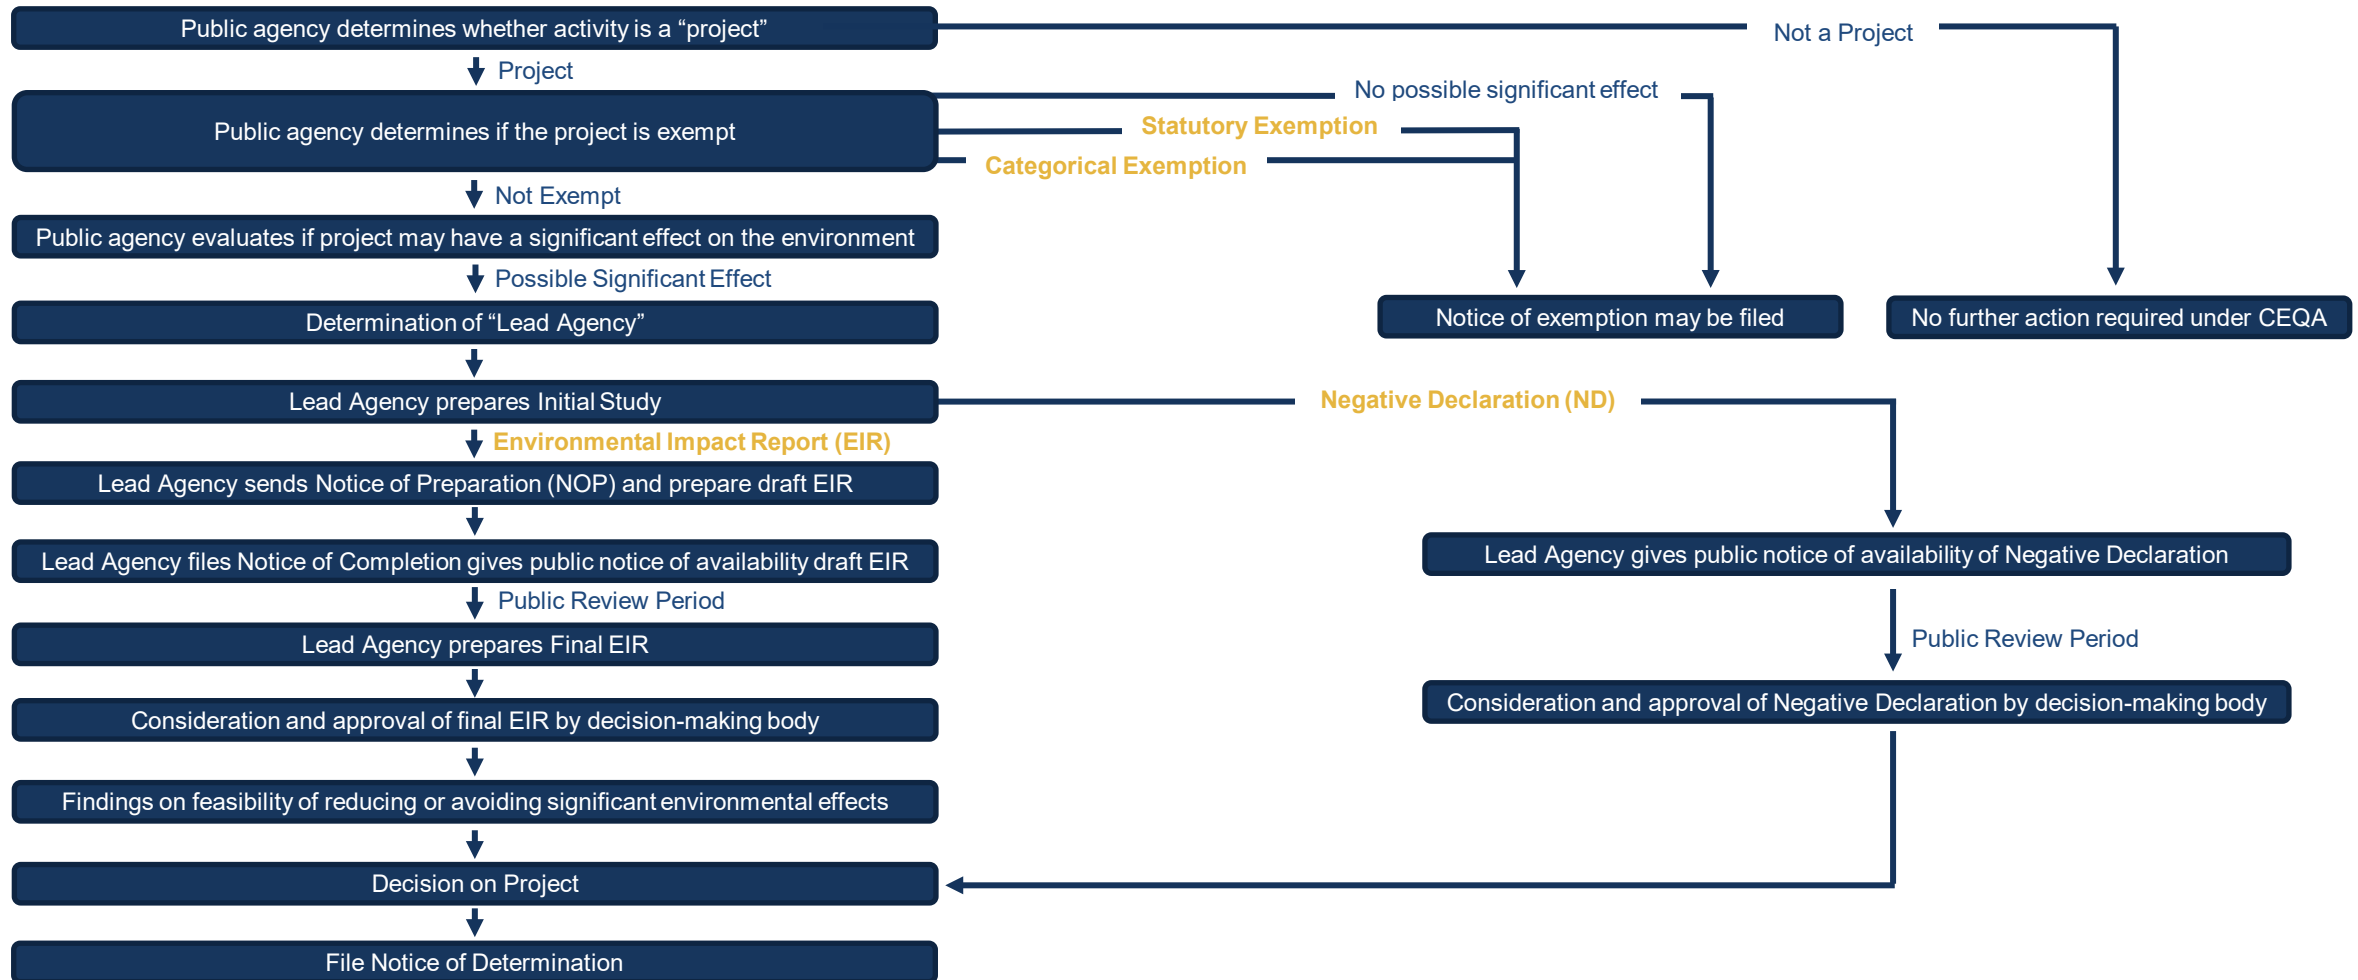 Public agency determines whether activity is a “project”
Not a Project
Project
No possible significant effect
Public agency determines if the project is exempt
Statutory Exemption
Categorical Exemption
Not Exempt
Public agency evaluates if project may have a significant effect on the environment
Possible Significant Effect
Determination of “Lead Agency”
Notice of exemption may be filed
No further action required under CEQA
Lead Agency prepares Initial Study
Negative Declaration (ND)
Environmental Impact Report (EIR)
Lead Agency sends Notice of Preparation (NOP) and prepare draft EIR
Lead Agency files Notice of Completion gives public notice of availability draft EIR
Lead Agency gives public notice of availability of Negative Declaration
Public Review Period
Public Review Period
Lead Agency prepares Final EIR
Consideration and approval of final EIR by decision-making body
Consideration and approval of Negative Declaration by decision-making body
Findings on feasibility of reducing or avoiding significant environmental effects
Decision on Project
File Notice of Determination